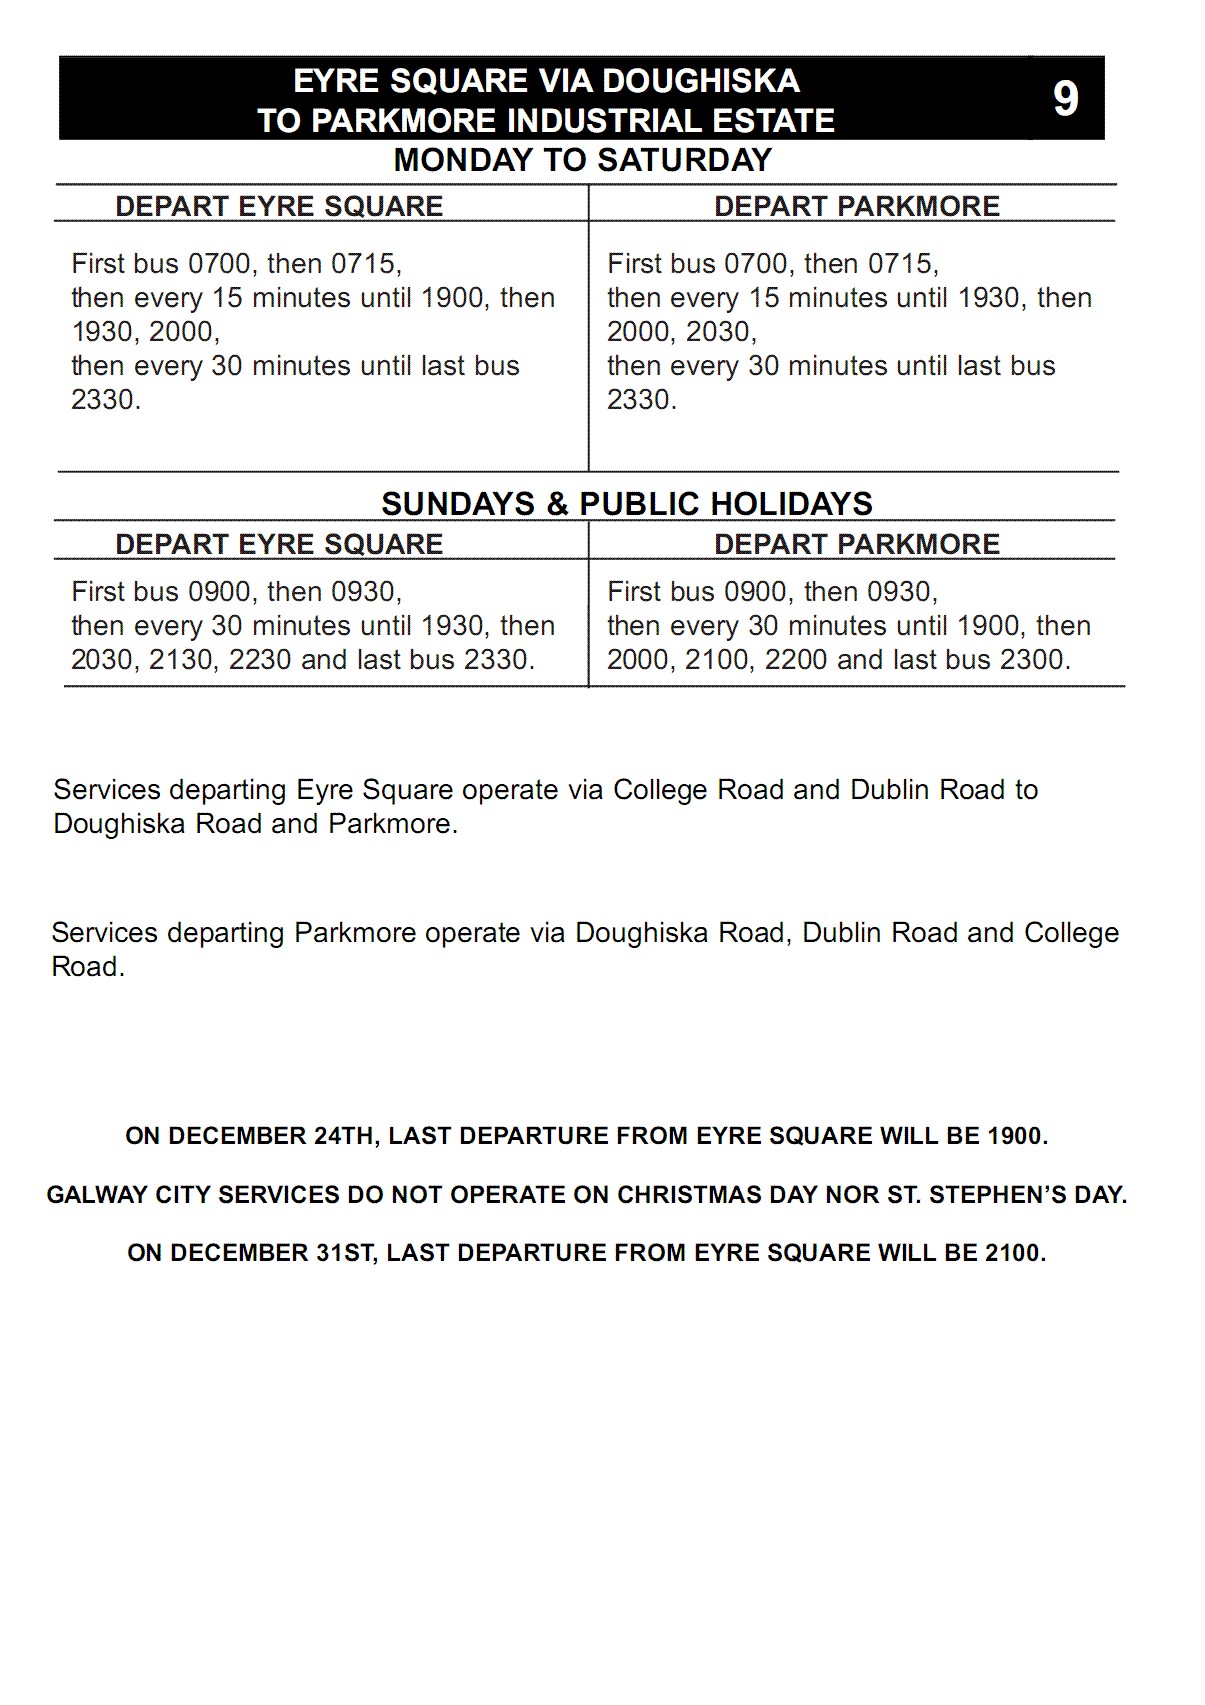 EYRE SQUARE VIA DOUGHISKA
TO PARKMORE INDUSTRIAL ESTATE
9
MONDAY TO SATURDAY
DEPART EYRE SQUARE
First bus 0700, then 0715,
then every 15 minutes until 1900, then
1930, 2000,
then every 30 minutes until last bus
2330.
DEPART PARKMORE
First bus 0700, then 0715,
then every 15 minutes until 1930, then
2000, 2030,
then every 30 minutes until last bus
2330.
SUNDAYS & PUBLIC HOLIDAYS
DEPART EYRE SQUARE
First bus 0900, then 0930,
then every 30 minutes until 1930, then
2030, 2130, 2230 and last bus 2330.
DEPART PARKMORE
First bus 0900, then 0930,
then every 30 minutes until 1900, then
2000, 2100, 2200 and last bus 2300.
Services departing Eyre Square operate via College Road and Dublin Road to
Doughiska Road and Parkmore.
Services departing Parkmore operate via Doughiska Road, Dublin Road and College
Road.
ON DECEMBER 24TH, LAST DEPARTURE FROM EYRE SQUARE WILL BE 1900.
GALWAY CITY SERVICES DO NOT OPERATE ON CHRISTMAS DAY NOR ST. STEPHEN’S DAY.
ON DECEMBER 31ST, LAST DEPARTURE FROM EYRE SQUARE WILL BE 2100.